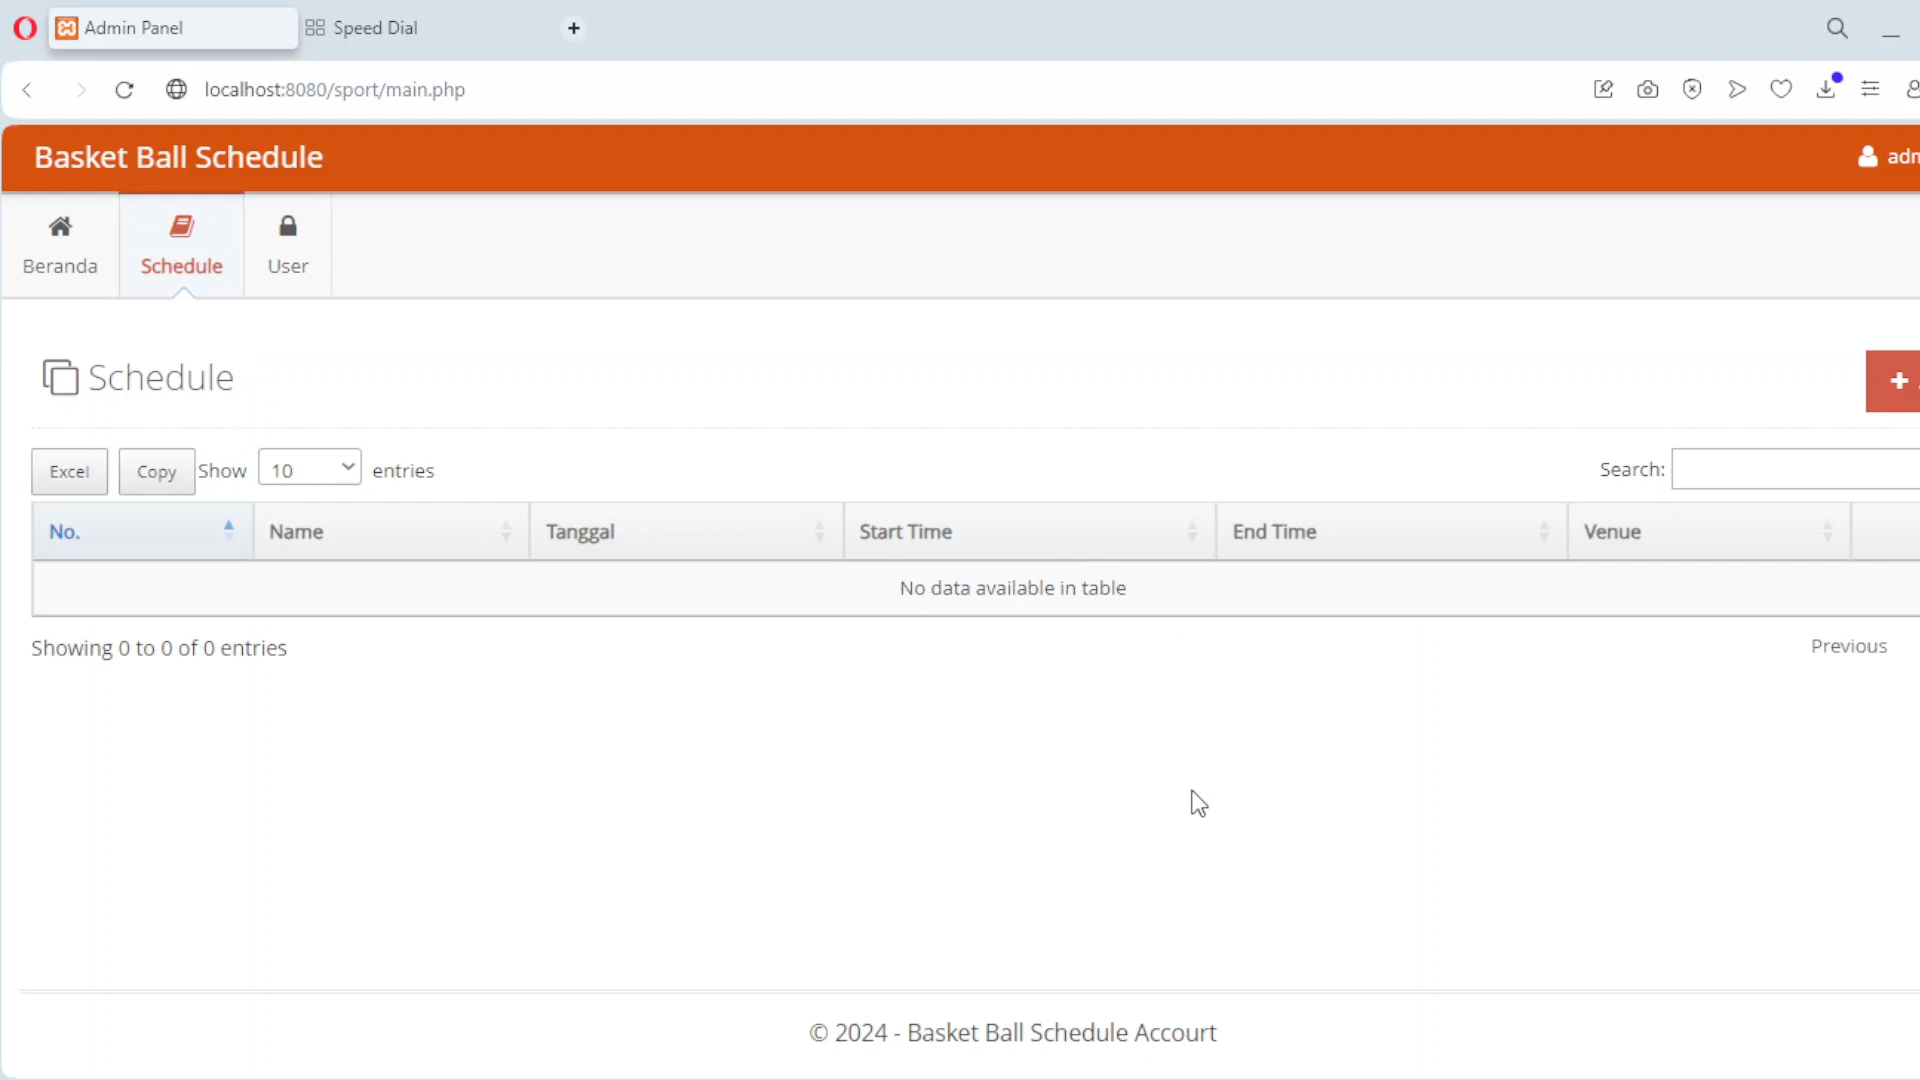 Admin Panel
Speed Dial
localhost:8080/sport/main.php
Basket Ball Schedule
Beranda
Schedule
User
Schedule
Excel
Copy
Show 10 entries
Search:
No.
Name
Tanggal
Start Time
End Time
Venue
No data available in table
Showing 0 to 0 of 0 entries
Previous
© 2024 - Basket Ball Schedule Accourt